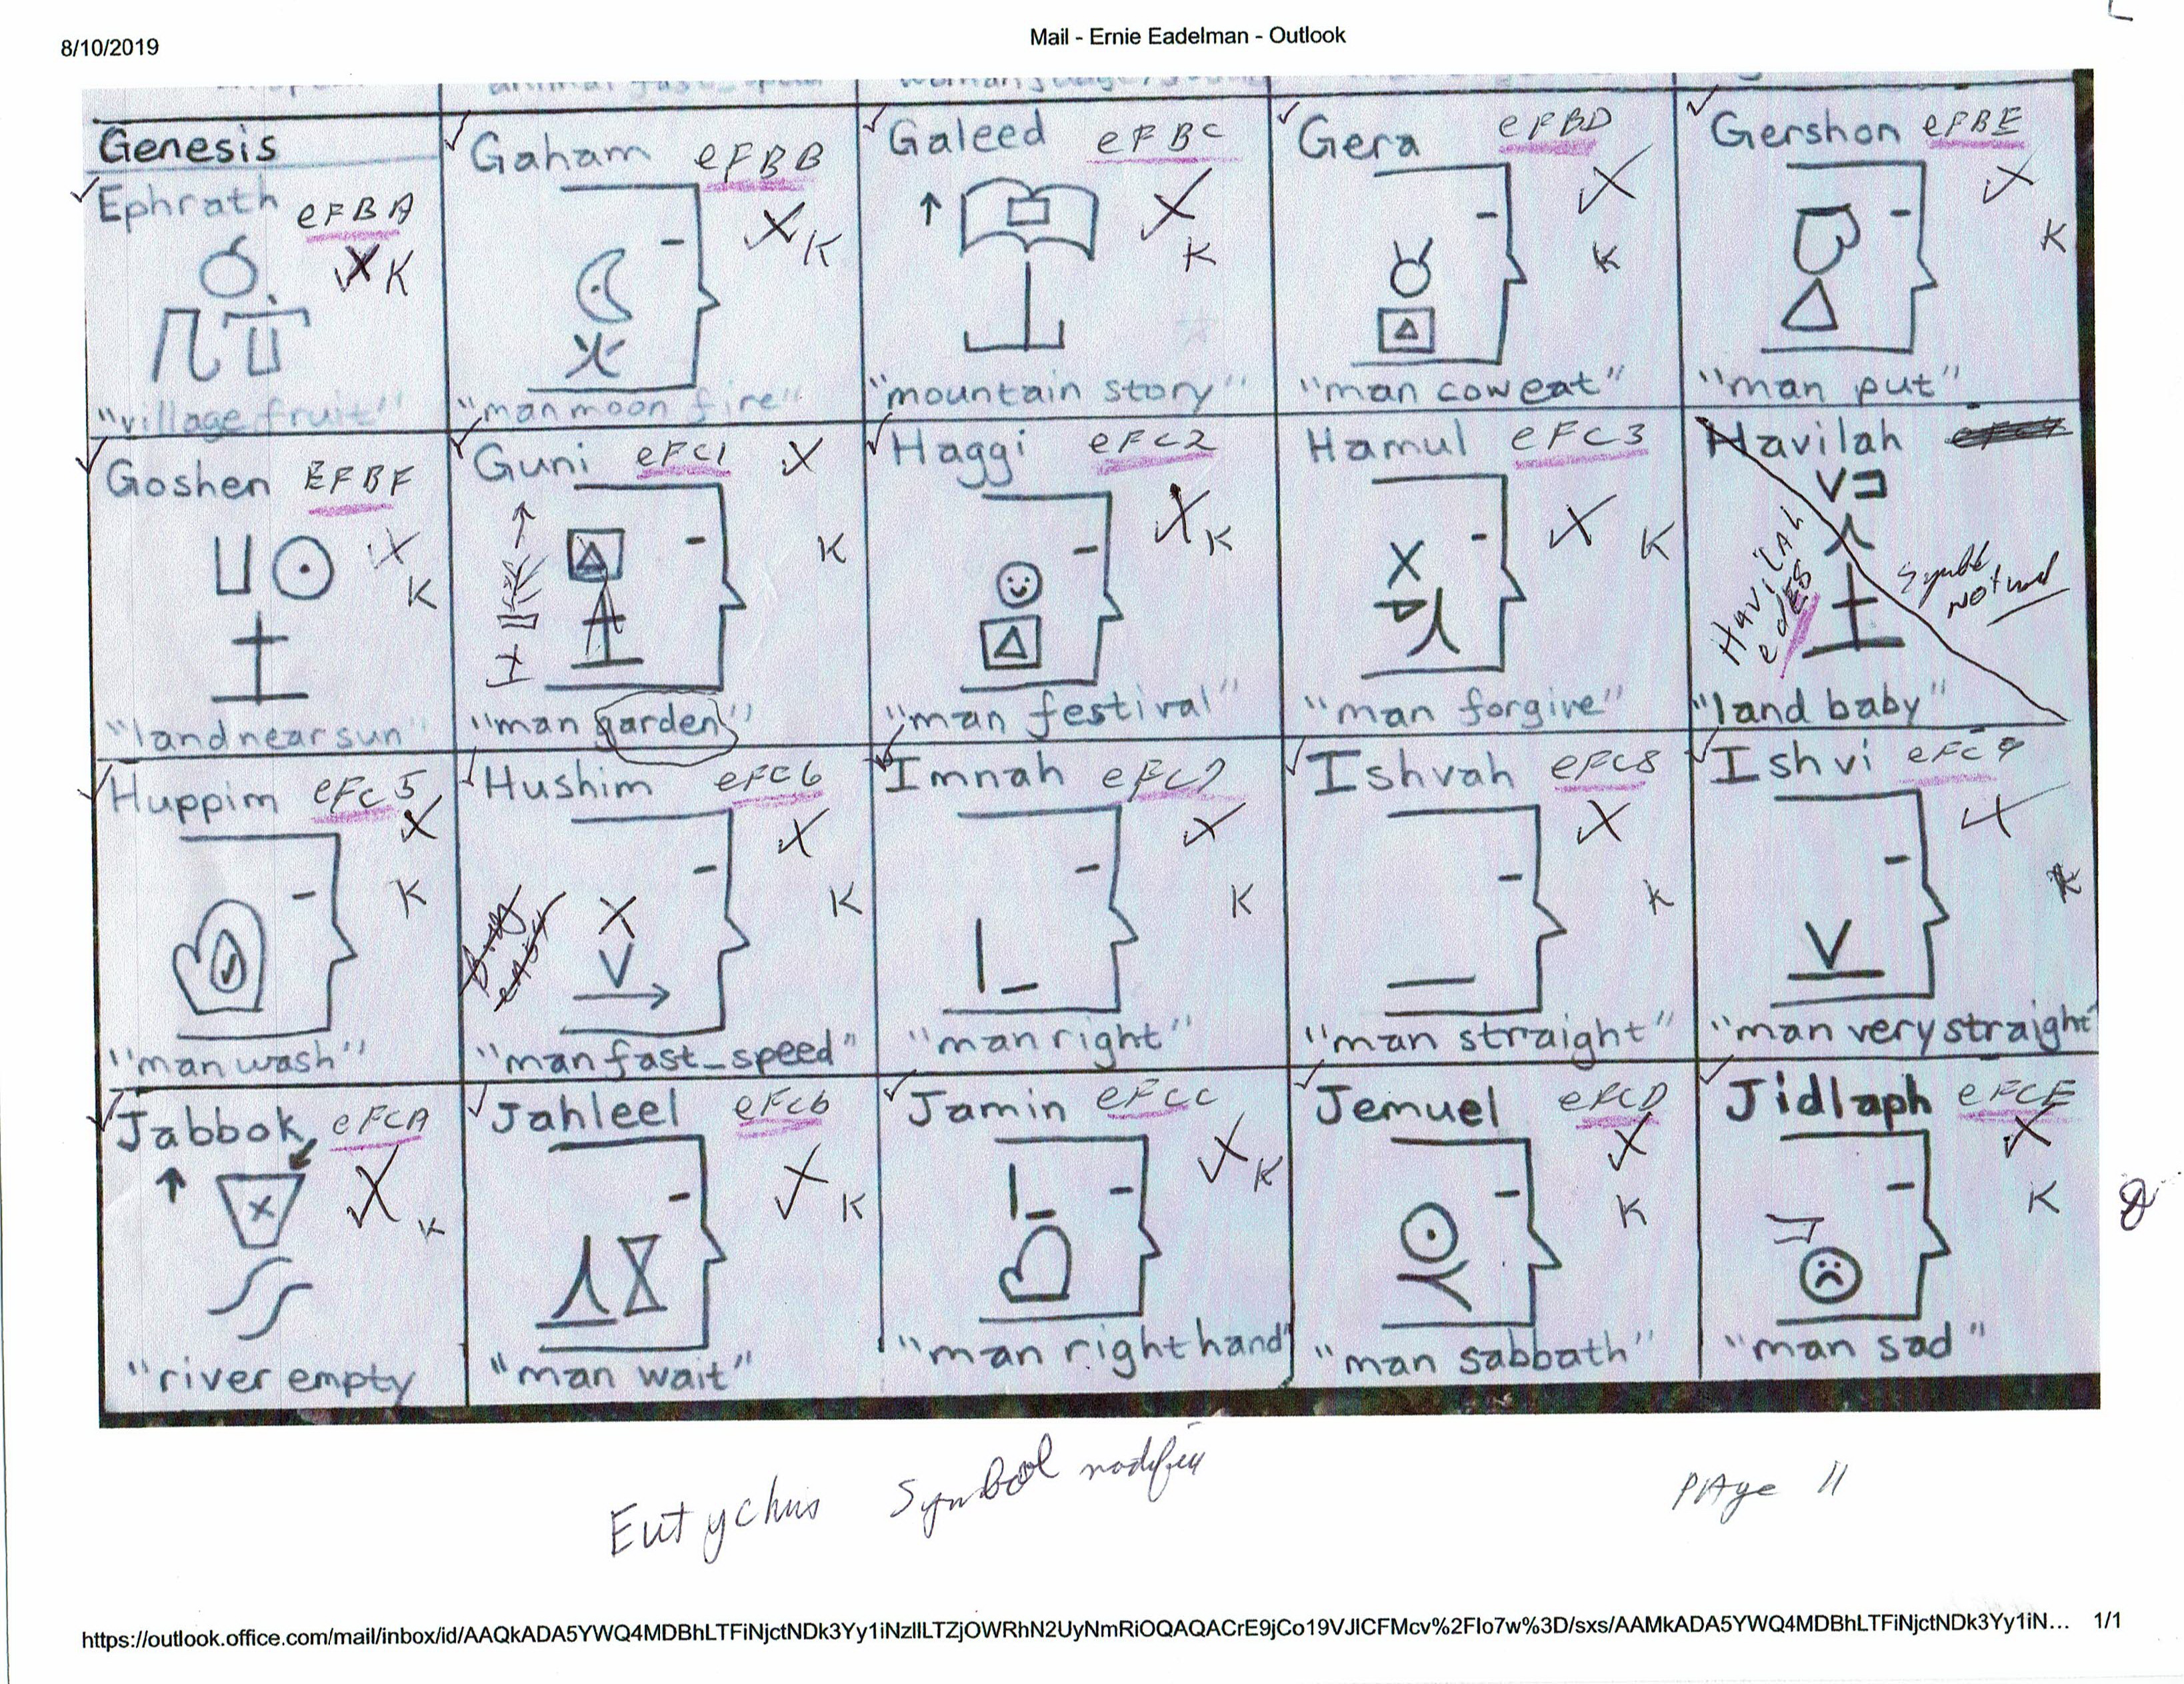 8/10/2019
Mail - Ernie Eadelman - Outlook
Genesis
Ephrath eFBA
K
"village fruit"
Gaham eFBB
K
"man moon fire"
Galeed eFBC
K
"mountain story"
Gera eFBD
K
"man cow eat"
Gershon eFBE
K
"man put"
Goshen EFBF
K
"land near sun"
Guni eFC1
K
"man garden"
Haggi eFC2
K
"man festival"
Hamul eFC3
K
"man forgive"
Havilah
HavilAh
edE8
Symbol
Not used
"land baby"
Huppim eFC5
K
"man wash"
Hushim eFC6
K
"man fast_speed"
Imnah eFC7
K
"man right"
Ishvah eFC8
K
"man straight"
Ishvi eFC9
K
"man very straight"
Jabbok eFCA
K
"river empty
Jahleel eFCb
K
"man wait"
Jamin eFCC
K
"man right hand"
Jemuel eFCD
K
"man sabbath"
Jidlaph eFCE
K
"man sad"
Eutychus Symbol modified
PAge 11
https://outlook.office.com/mail/inbox/id/AAQkADA5YWQ4MDBhLTFiNjctNDk3Yy1iNzllLTZjOWRhN2UyNmRiOQAQACrE9jCo19VJlCFMcv%2Flo7w%3D/sxs/AAMkADA5YWQ4MDBhLTFiNjctNDk3Yy1iN... 1/1